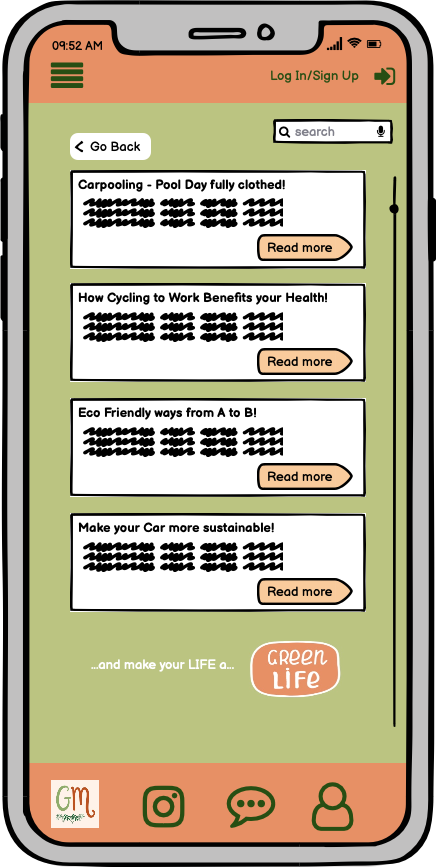 09:52 AM
Log In/Sign Up
search
Go Back
Carpooling - Pool Day fully clothed!
Read more
How Cycling to Work Benefits your Health!
Read more
Eco Friendly ways from A to B!
Read more
Make your Car more sustainable!
Read more
...and make your LIFE a...
GReen
LiFe
GM